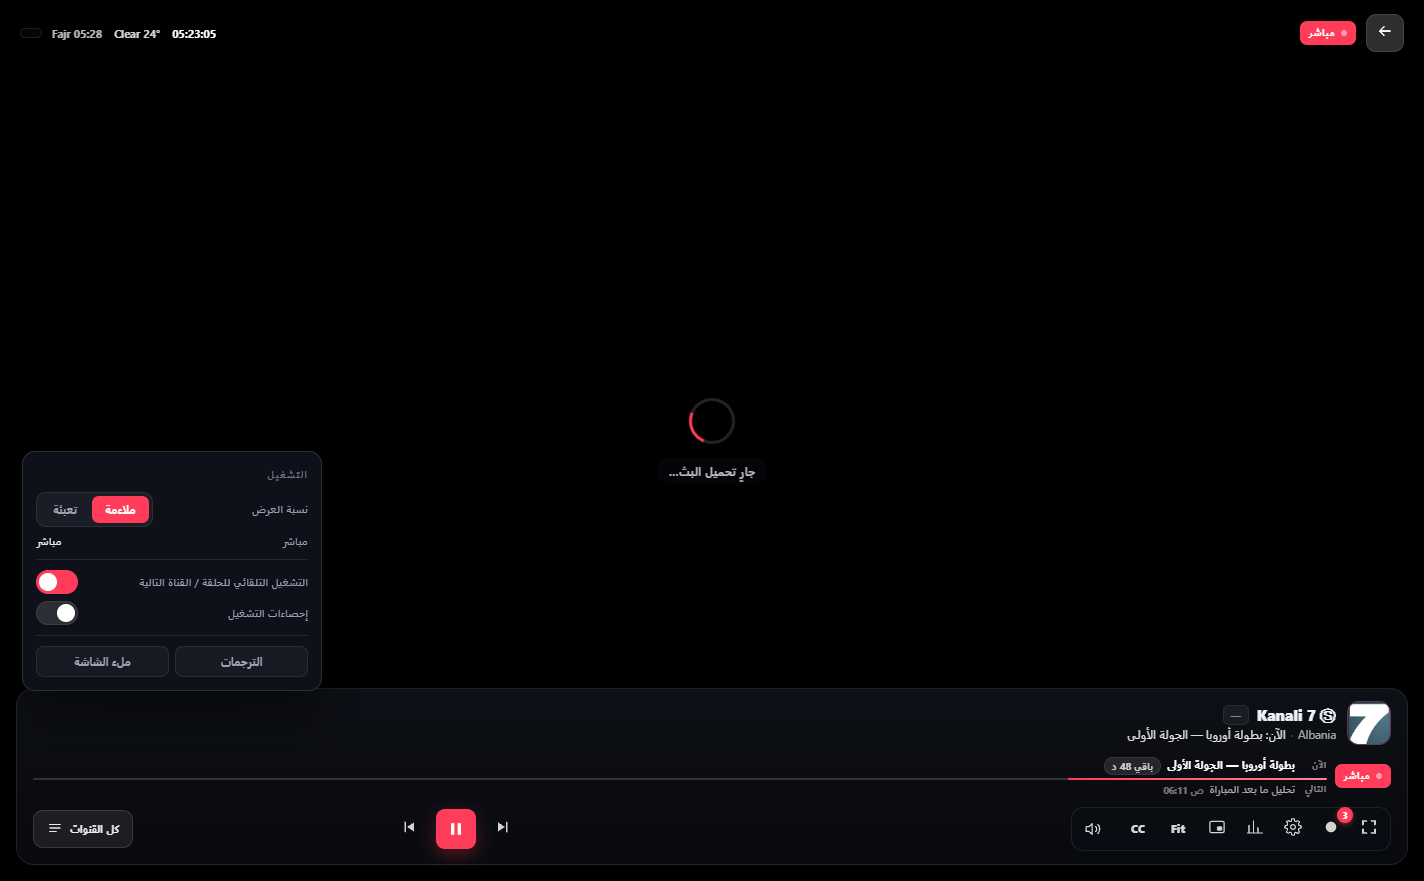 Fajr 05:28 Clear 24° 05:23:05
مباشر
جارٍ تحميل البث...
التشغيل
نسبة العرض
ملاءمة
تعبئة
مباشر
مباشر
التشغيل التلقائي للحلقة / القناة التالية
إحصاءات التشغيل
الترجمات
ملء الشاشة
7
Kanali 7 Ⓢ —
Albania · الآن: بطولة أوروبا — الجولة الأولى
مباشر
الآن بطولة أوروبا — الجولة الأولى باقي 48 د
التالي تحليل ما بعد المباراة 06:11 ص
3
Fit
CC
كل القنوات